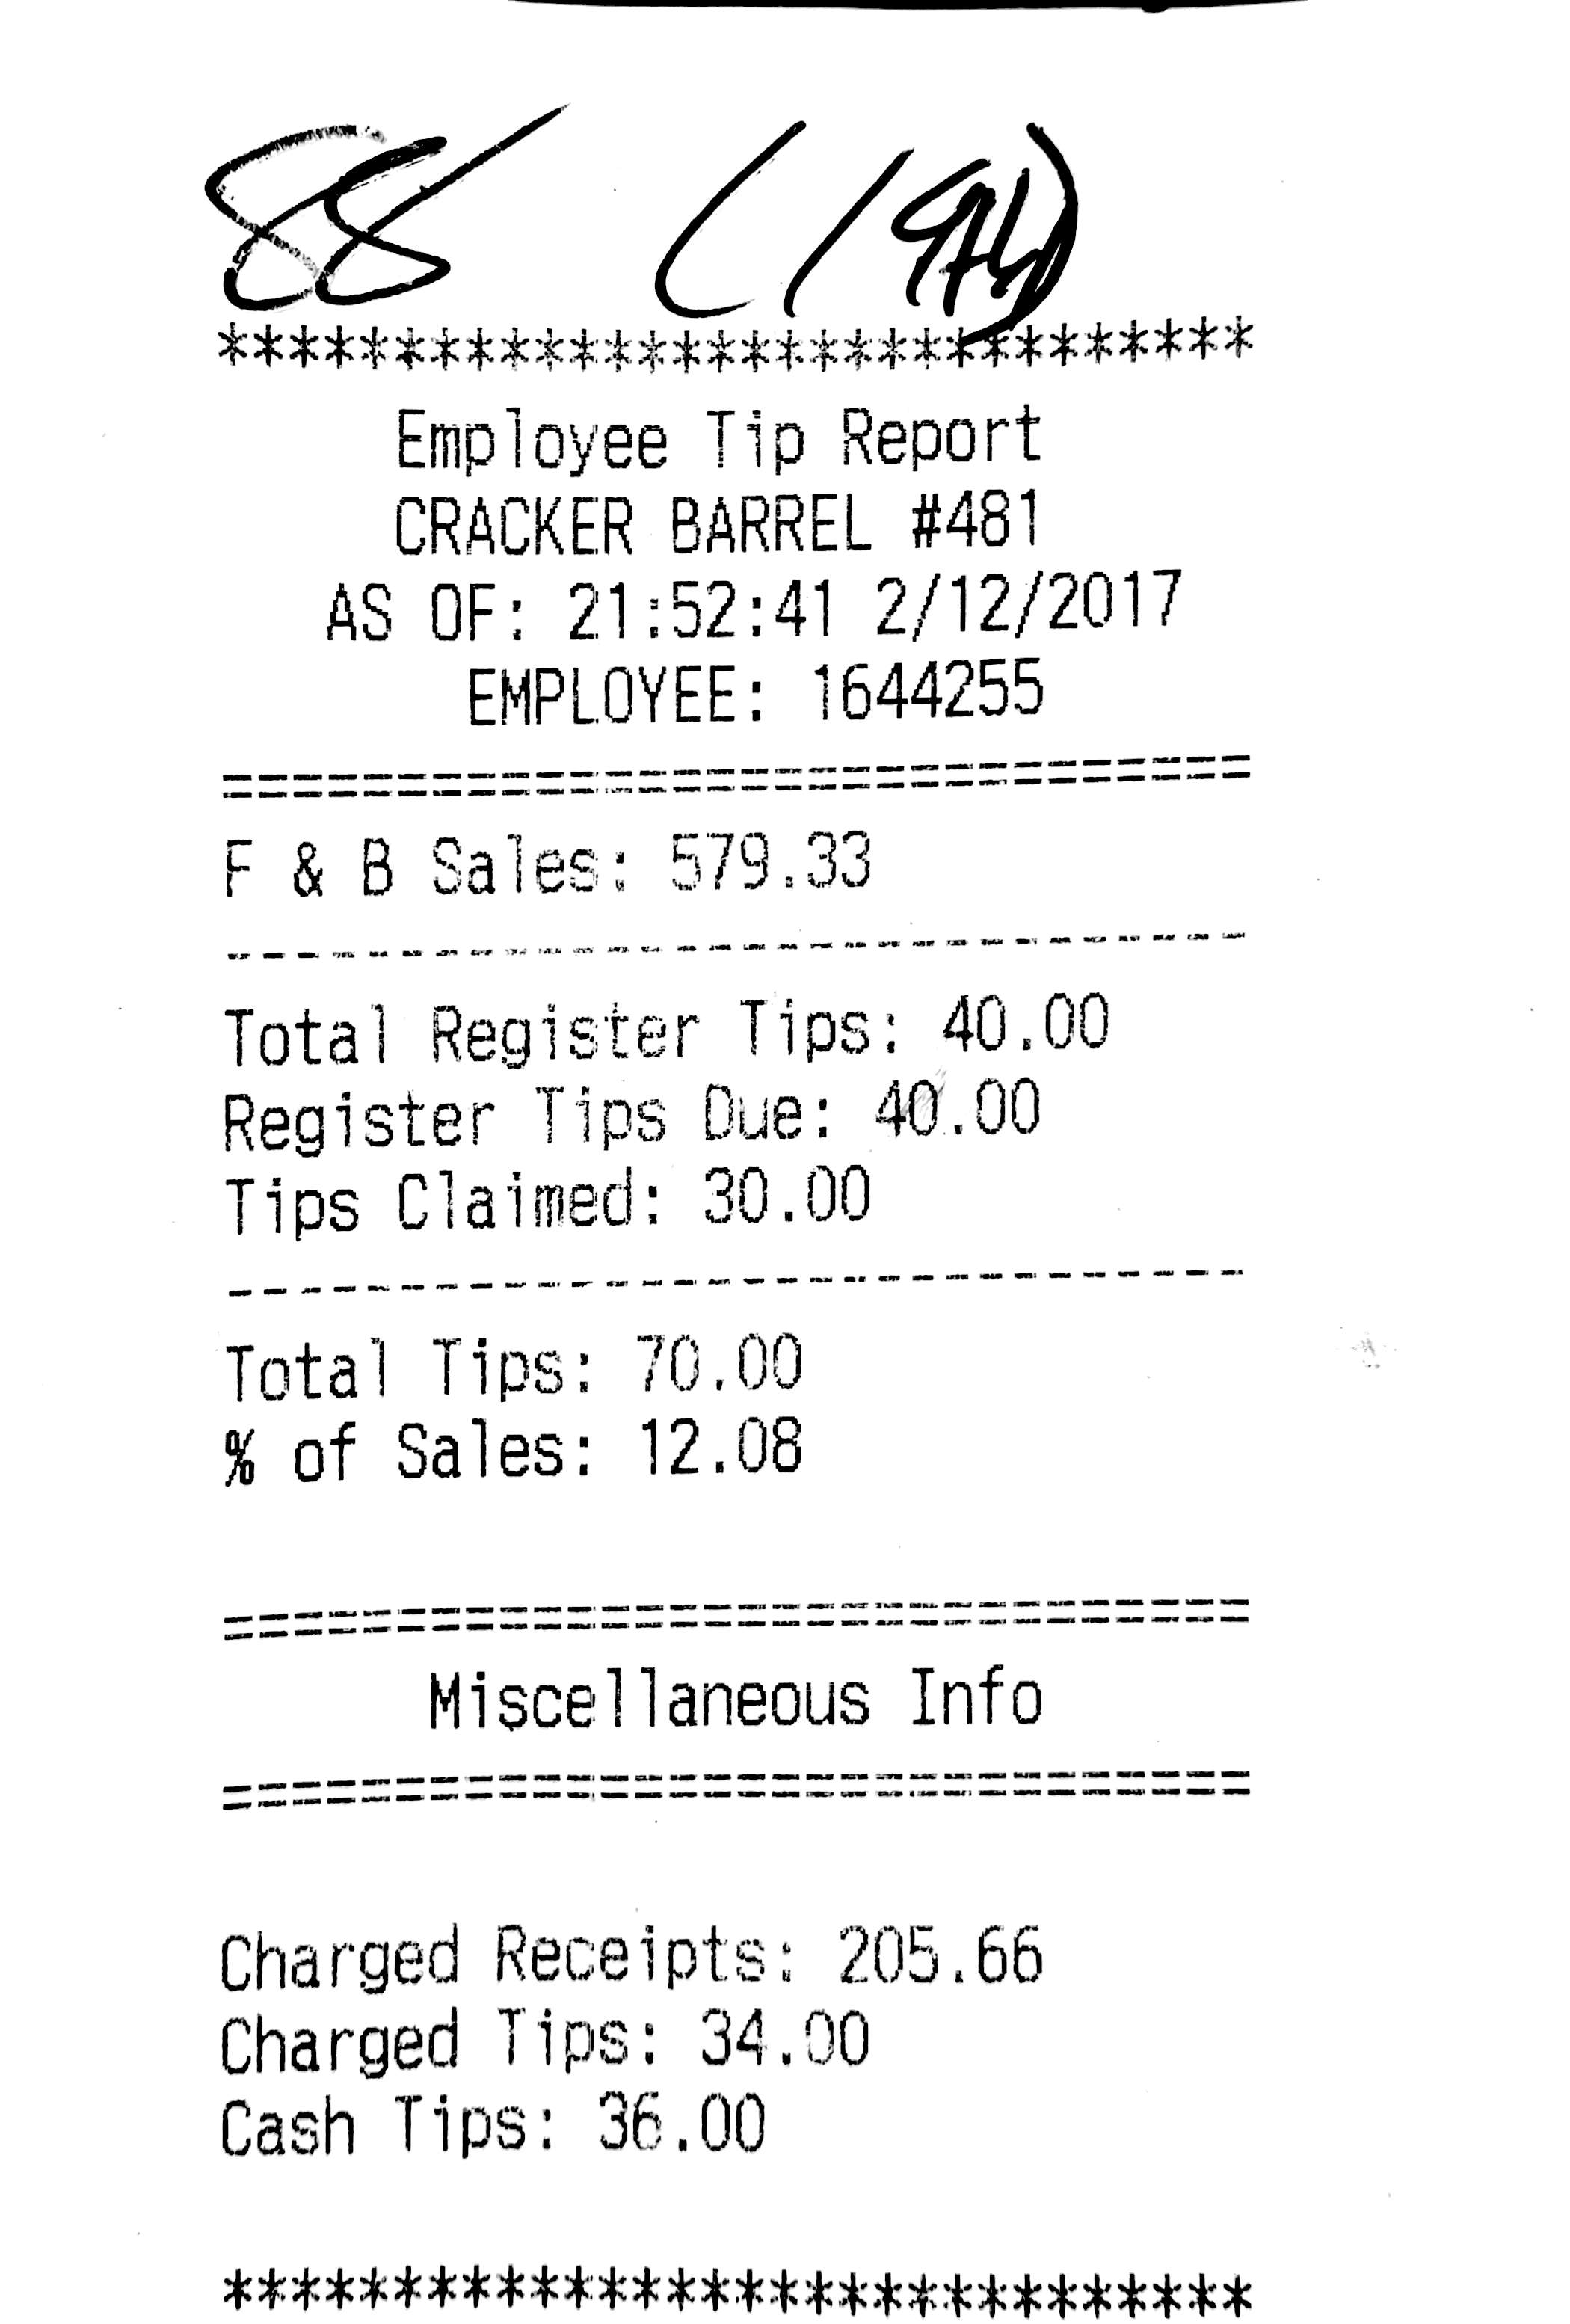 88
******************************
Employee Tip Report
CRACKER BARREL #481
AS OF: 21:52:41 2/12/2017
EMPLOYEE: 1644255
==============================
F & B Sales: 579.33
------------------------------
Total Register Tips: 40.00
Register Tips Due: 40.00
Tips Claimed: 30.00
------------------------------
Total Tips: 70.00
% of Sales: 12.08
==============================
Miscellaneous Info
==============================
Charged Receipts: 205.66
Charged Tips: 34.00
Cash Tips: 36.00
******************************